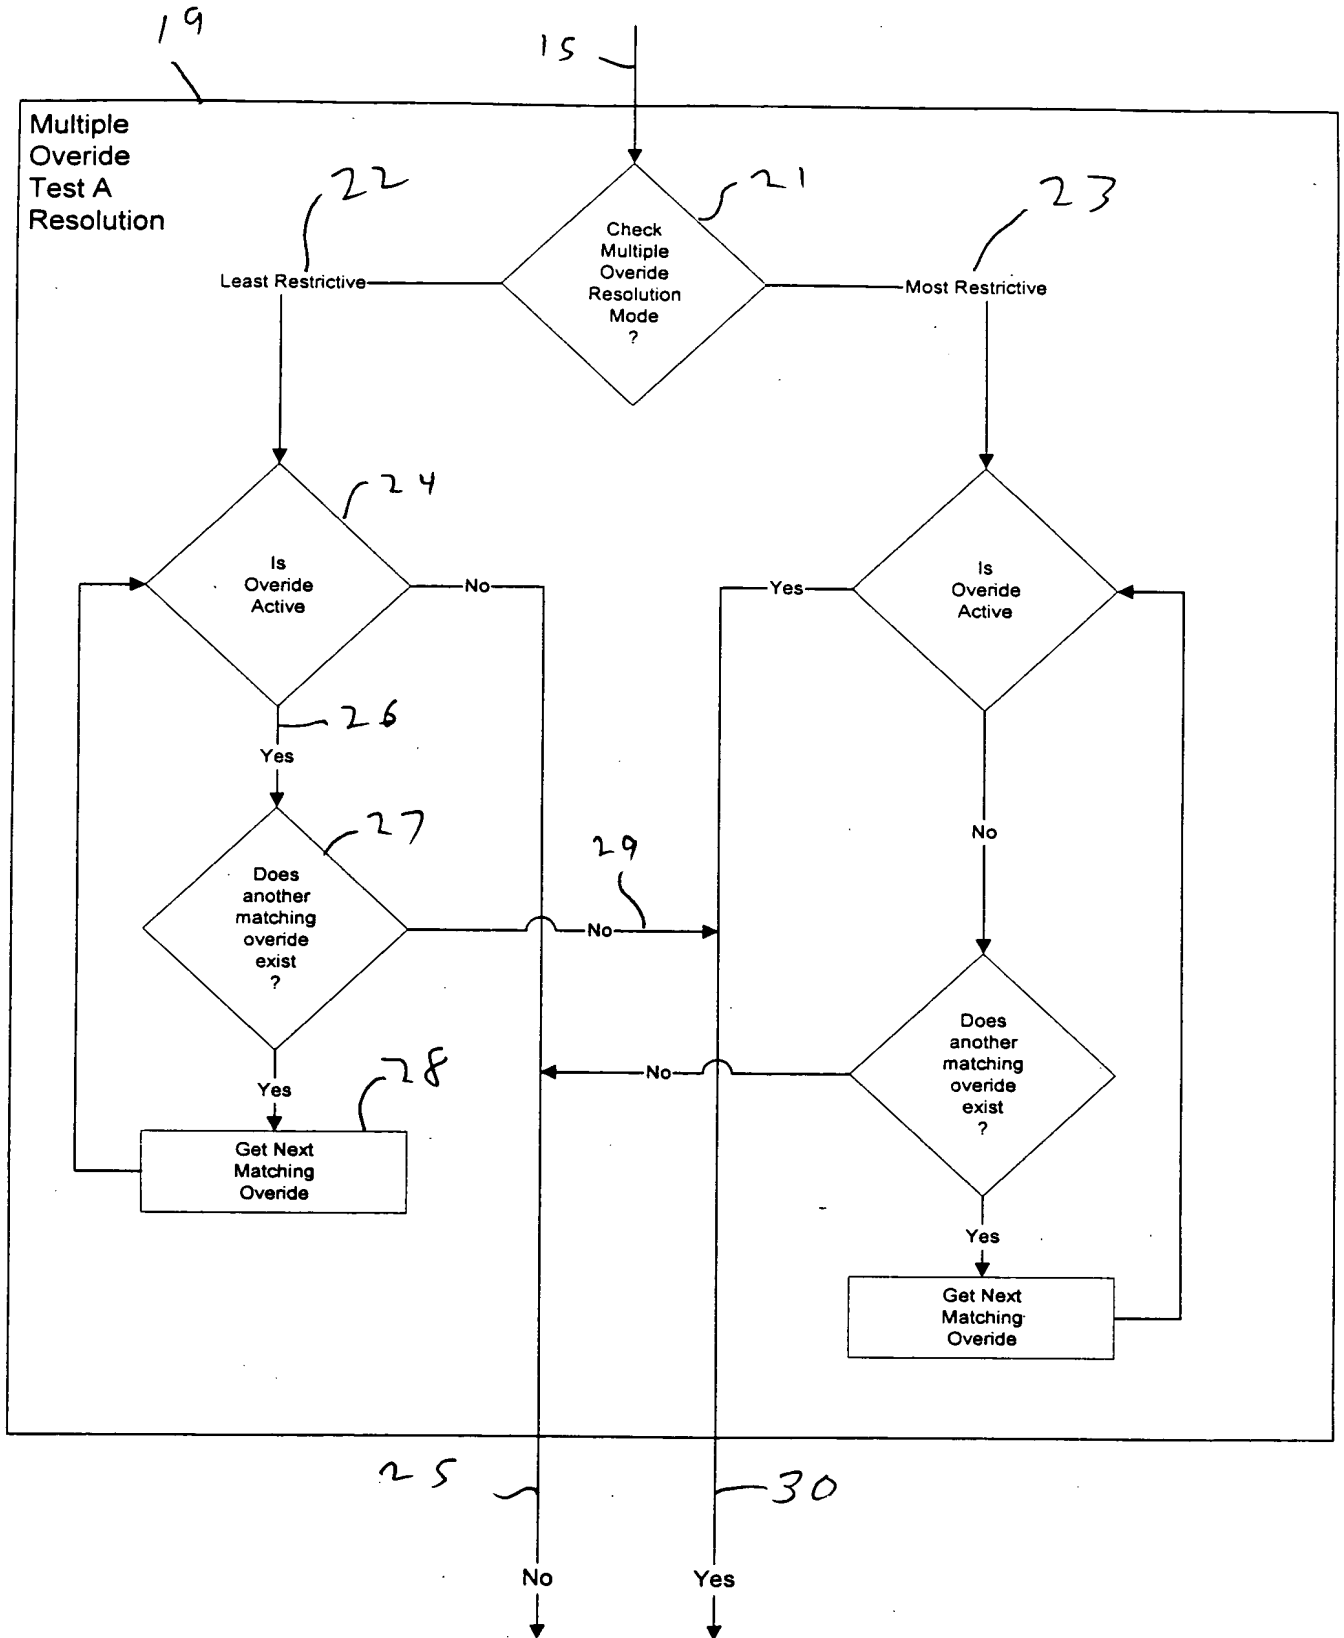 19
15
Multiple
Overide
Test A
Resolution
22
21
23
Check
Multiple
Overide
Resolution
Mode
?
Least Restrictive
Most Restrictive
24
Is
Overide
Active
No
Yes
Is
Overide
Active
26
Yes
27
No
Does
another
matching
overide
exist
?
29
No
Does
another
matching
overide
exist
?
No
Yes
28
Get Next
Matching
Overide
Yes
Get Next
Matching
Overide
25
30
No
Yes